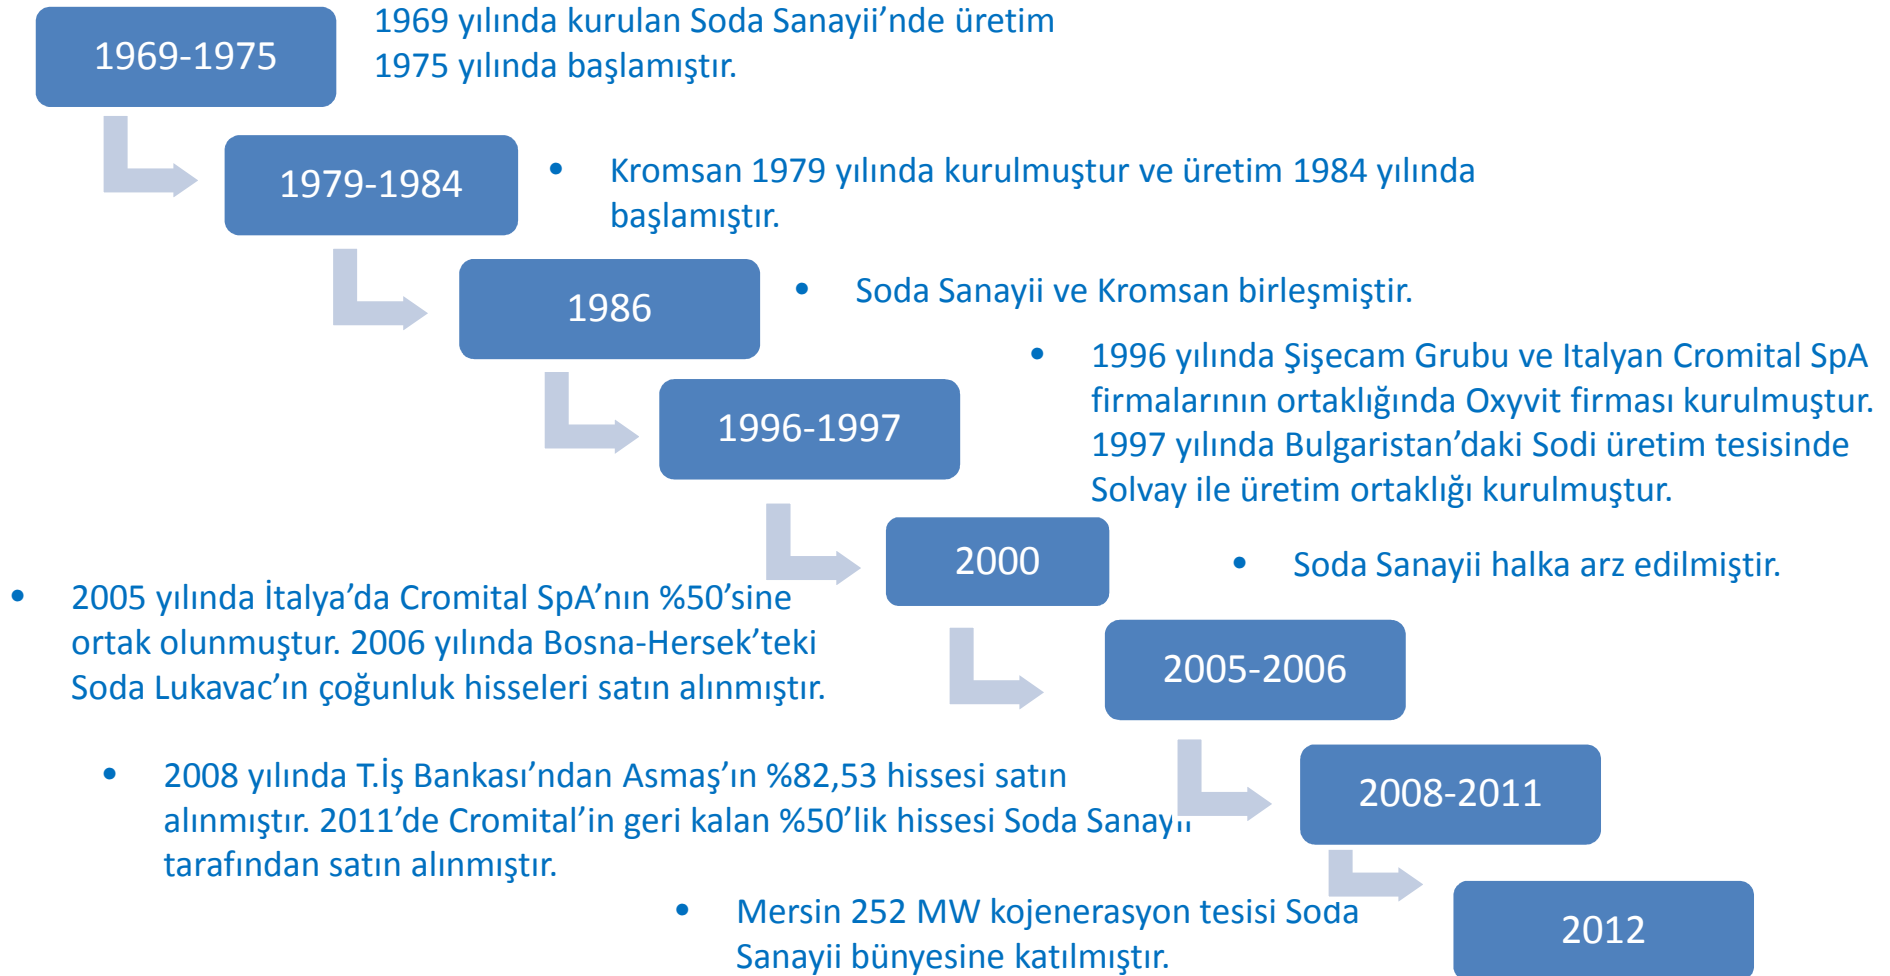 1969-1975
1969 yılında kurulan Soda Sanayii’nde üretim
1975 yılında başlamıştır.
1979-1984
• Kromsan 1979 yılında kurulmuştur ve üretim 1984 yılında
başlamıştır.
1986
• Soda Sanayii ve Kromsan birleşmiştir.
1996-1997
• 1996 yılında Şişecam Grubu ve Italyan Cromital SpA
firmalarının ortaklığında Oxyvit firması kurulmuştur.
1997 yılında Bulgaristan’daki Sodi üretim tesisinde
Solvay ile üretim ortaklığı kurulmuştur.
2000
• Soda Sanayii halka arz edilmiştir.
• 2005 yılında İtalya’da Cromital SpA’nın %50’sine
ortak olunmuştur. 2006 yılında Bosna-Hersek’teki
Soda Lukavac’ın çoğunluk hisseleri satın alınmıştır.
2005-2006
• 2008 yılında T.İş Bankası’ndan Asmaş’ın %82,53 hissesi satın
alınmıştır. 2011’de Cromital’in geri kalan %50’lik hissesi Soda Sanayii
tarafından satın alınmıştır.
2008-2011
• Mersin 252 MW kojenerasyon tesisi Soda
Sanayii bünyesine katılmıştır.
2012